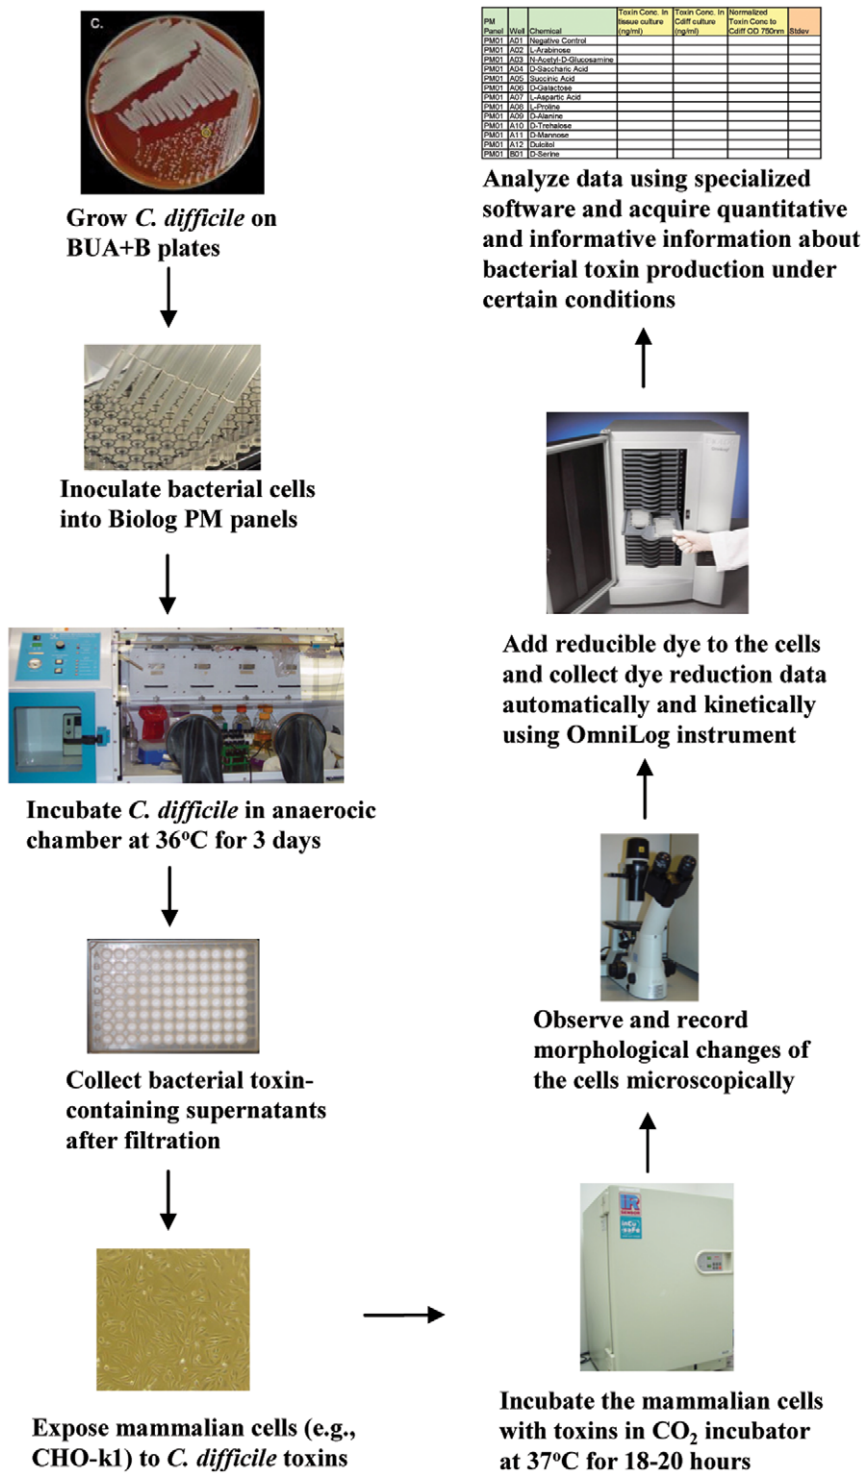 C.
Grow C. difficile on
BUA+B plates
Inoculate bacterial cells
into Biolog PM panels
Incubate C. difficile in anaerocic
chamber at 36°C for 3 days
Collect bacterial toxin-
containing supernatants
after filtration
Expose mammalian cells (e.g.,
CHO-k1) to C. difficile toxins
Incubate the mammalian cells
with toxins in CO₂ incubator
at 37°C for 18-20 hours
Observe and record
morphological changes of
the cells microscopically
Add reducible dye to the cells
and collect dye reduction data
automatically and kinetically
using OmniLog instrument
Toxin Conc. In Toxin Conc. In Normalized
PM tissue culture Cdiff culture Toxin Conc to
Panel Well Chemical (ng/ml) (ng/ml) Cdiff OD 750nm Stdev
PM01 A01 Negative Control
PM01 A02 L-Arabinose
PM01 A03 N-Acetyl-D-Glucosamine
PM01 A04 D-Saccharic Acid
PM01 A05 Succinic Acid
PM01 A06 D-Galactose
PM01 A07 L-Aspartic Acid
PM01 A08 L-Proline
PM01 A09 D-Alanine
PM01 A10 D-Trehalose
PM01 A11 D-Mannose
PM01 A12 Dulcitol
PM01 B01 D-Serine
Analyze data using specialized
software and acquire quantitative
and informative information about
bacterial toxin production under
certain conditions